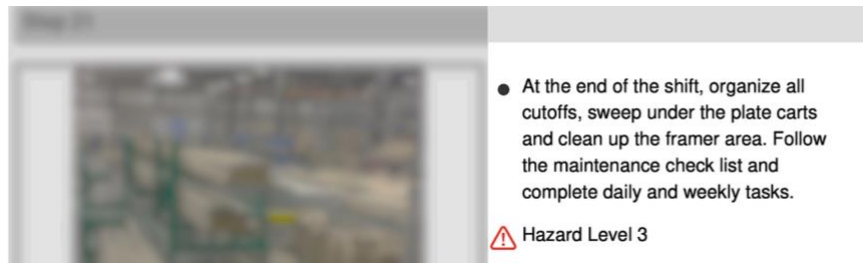 At the end of the shift, organize all
cutoffs, sweep under the plate carts
and clean up the framer area. Follow
the maintenance check list and
complete daily and weekly tasks.
Hazard Level 3